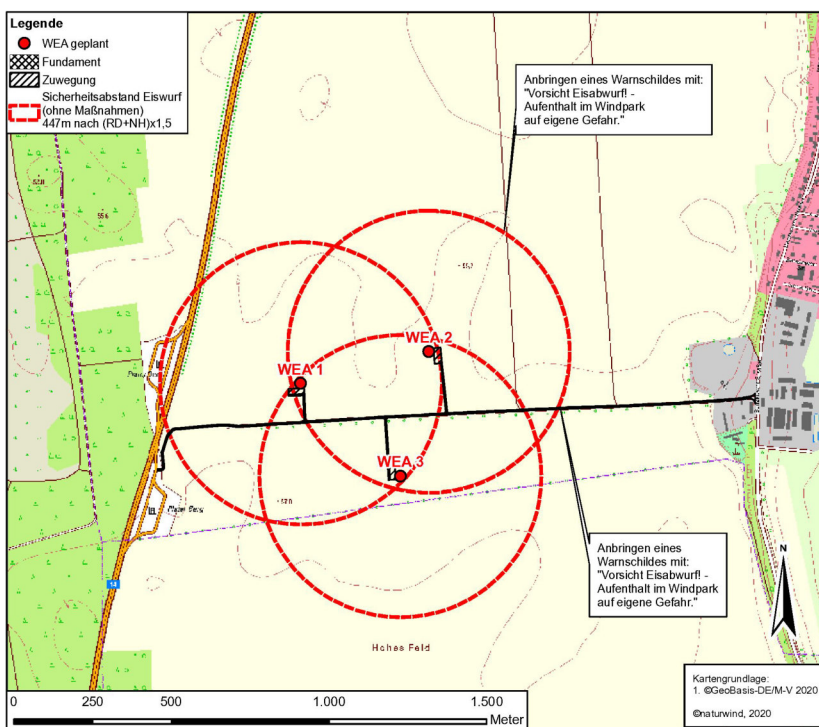 Legende
WEA geplant
Fundament
Zuwegung
Sicherheitsabstand Eiswurf
(ohne Maßnahmen)
447m nach (RD+NH)x1,5
Anbringen eines Warnschildes mit:
"Vorsicht Eisabwurf! -
Aufenthalt im Windpark
auf eigene Gefahr."
WEA 2
WEA 1
WEA 3
Anbringen eines
Warnschildes mit:
"Vorsicht Eisabwurf! -
Aufenthalt im Windpark
auf eigene Gefahr."
N
14
Hohes Feld
0 250 500 1.000 1.500
Meter
Kartengrundlage:
1. ©GeoBasis-DE/M-V 2020
©naturwind, 2020